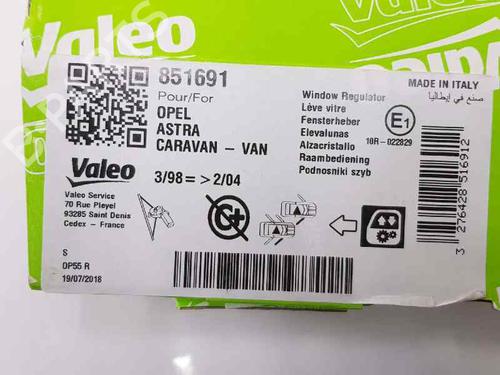 Valeo
851691
Pour/For
OPEL
ASTRA
CARAVAN - VAN
3/98 = > 2/04
Window Regulator
Lève vitre
Fensterheber
Elevalunas
Alzacristallo
Raambediening
Podnosniki szyb
MADE IN ITALY
صنع في إيطاليا
E1
10R-022829
Valeo
Valeo Service
70 Rue Pleyel
93285 Saint Denis
Cedex - France
S
OP55 R
19/07/2018
3 276428 516912